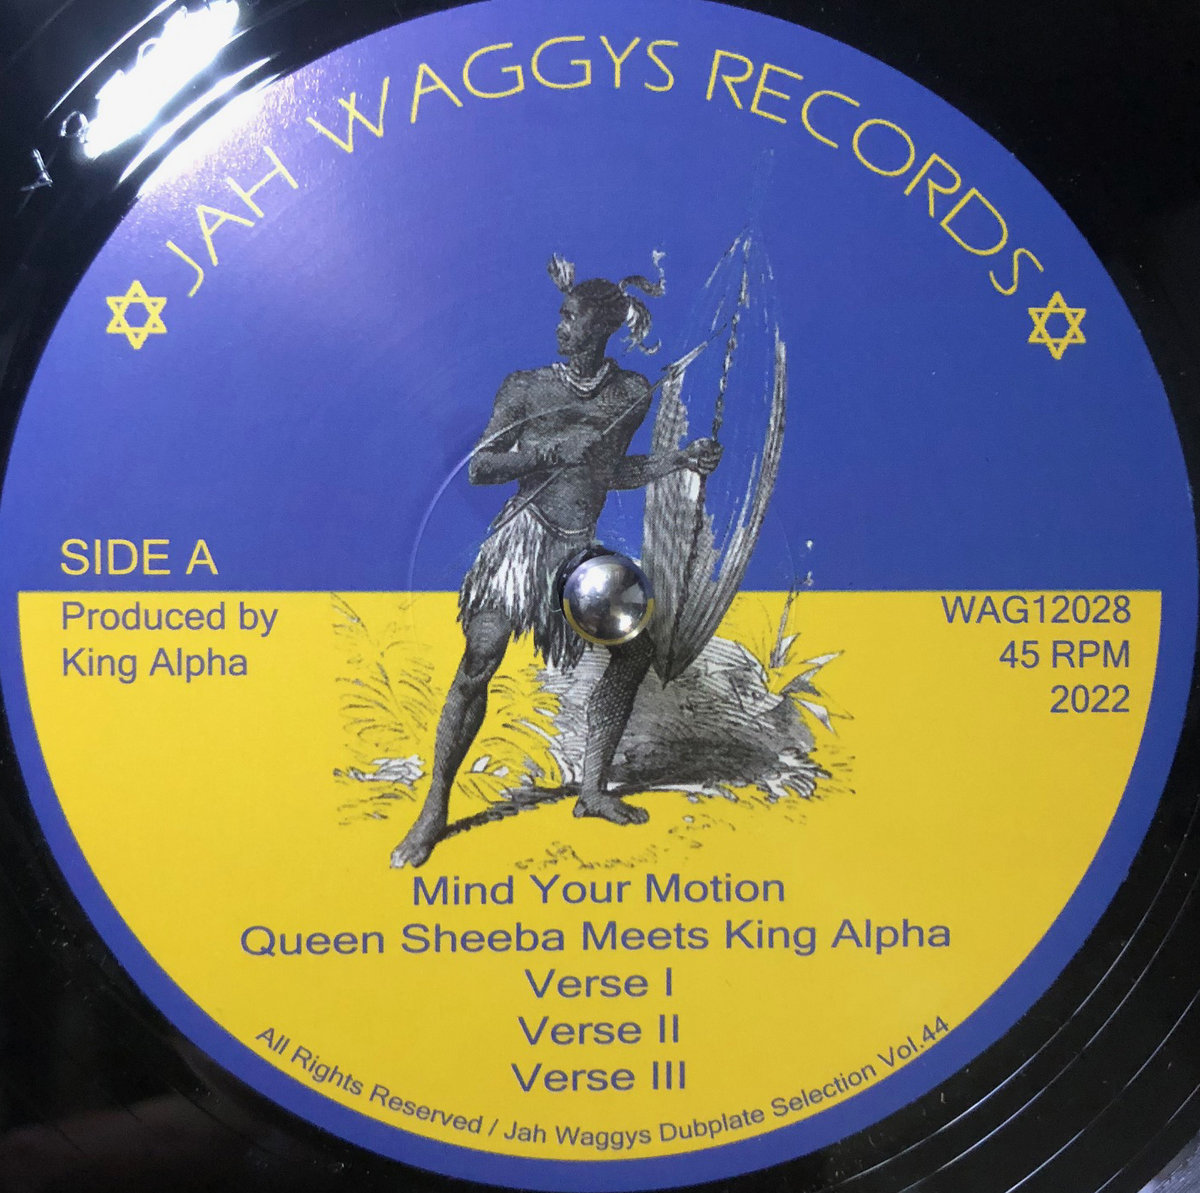 JAH WAGGYS RECORDS
SIDE A
Produced by
King Alpha
WAG12028
45 RPM
2022
Mind Your Motion
Queen Sheeba Meets King Alpha
Verse I
Verse II
Verse III
All Rights Reserved / Jah Waggys Dubplate Selection Vol.44